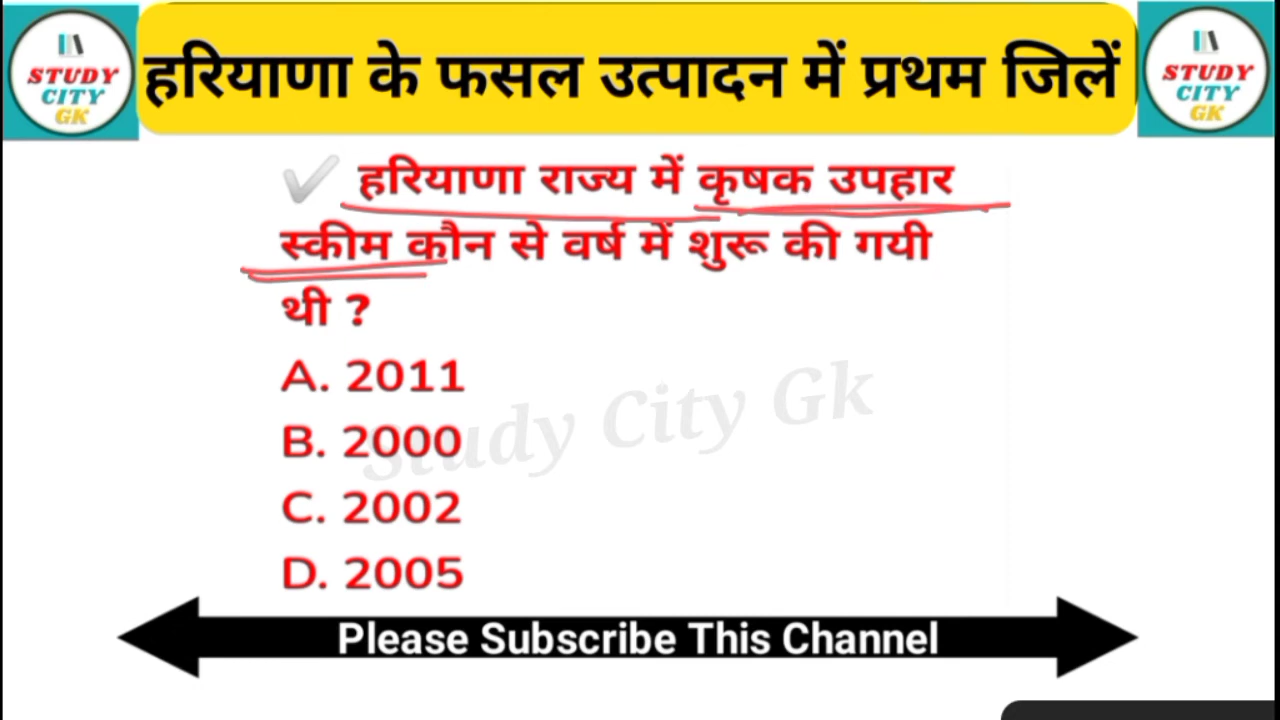 STUDY
CITY
GK
हरियाणा के फसल उत्पादन में प्रथम जिलें
STUDY
CITY
GK
✔ हरियाणा राज्य में कृषक उपहार
स्कीम कौन से वर्ष में शुरू की गयी
थी ?
A. 2011
B. 2000
C. 2002
D. 2005
Study City Gk
Please Subscribe This Channel